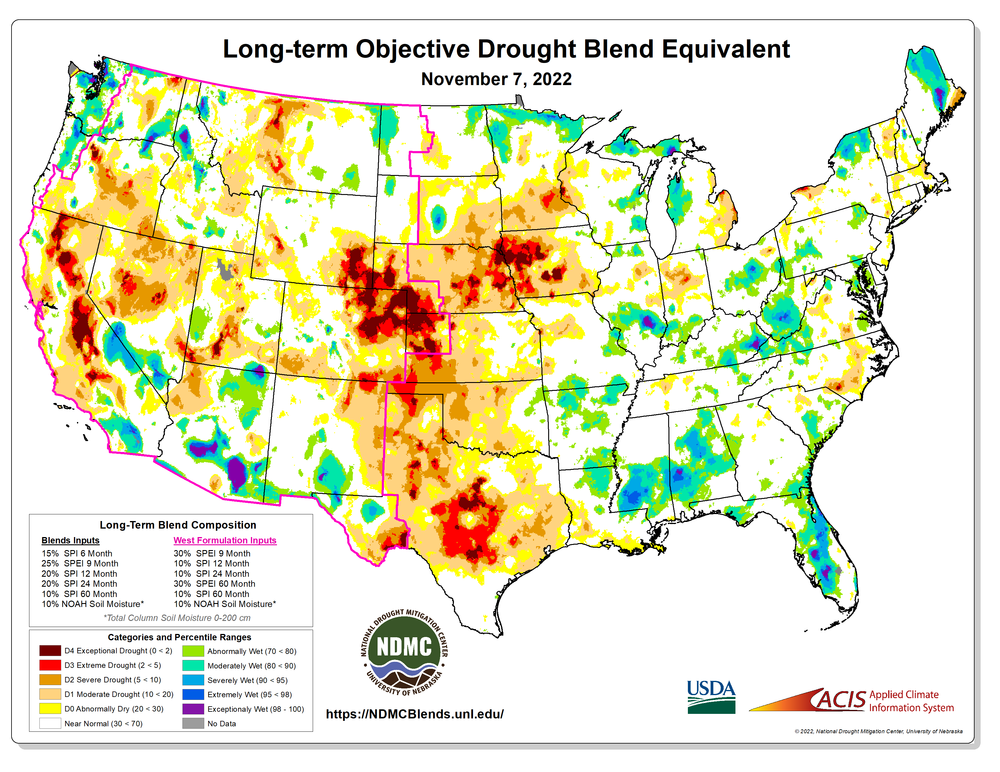 Long-term Objective Drought Blend Equivalent
November 7, 2022
Long-Term Blend Composition
Blends Inputs
15% SPI 6 Month
25% SPEI 9 Month
20% SPI 12 Month
20% SPI 24 Month
10% SPI 60 Month
10% NOAH Soil Moisture*
West Formulation Inputs
30% SPEI 9 Month
10% SPI 12 Month
10% SPI 24 Month
30% SPEI 60 Month
10% SPI 60 Month
10% NOAH Soil Moisture*
*Total Column Soil Moisture 0-200 cm
Categories and Percentile Ranges
D4 Exceptional Drought (0 < 2)
D3 Extreme Drought (2 < 5)
D2 Severe Drought (5 < 10)
D1 Moderate Drought (10 < 20)
D0 Abnormally Dry (20 < 30)
Near Normal (30 < 70)
Abnormally Wet (70 < 80)
Moderately Wet (80 < 90)
Severely Wet (90 < 95)
Extremely Wet (95 < 98)
Exceptionaly Wet (98 - 100)
No Data
NATIONAL DROUGHT MITIGATION CENTER
NDMC
UNIVERSITY OF NEBRASKA
https://NDMCBlends.unl.edu/
USDA
ACIS
Applied Climate
Information System
© 2022, National Drought Mitigation Center, University of Nebraska